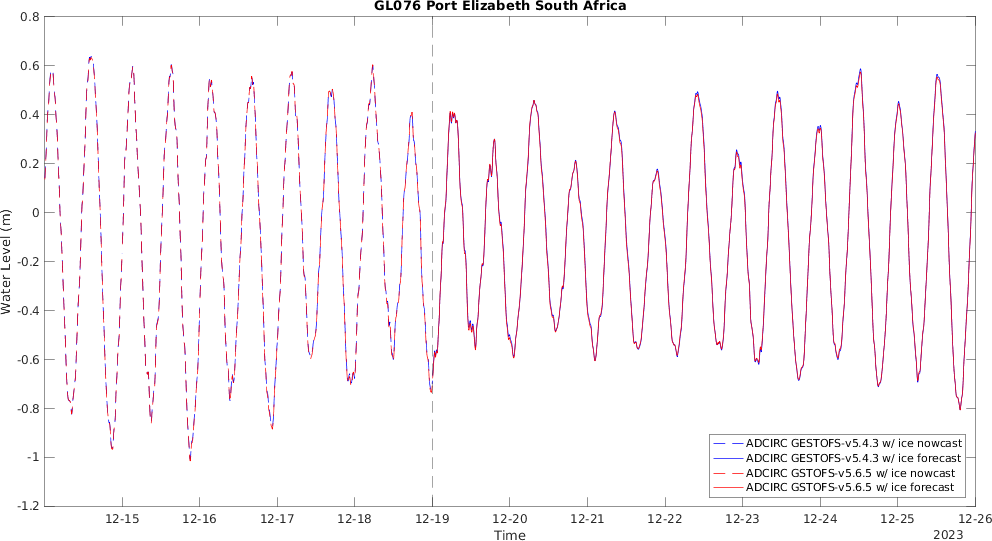 GL076 Port Elizabeth South Africa
0.8
0.6
0.4
0.2
0
-0.2
-0.4
-0.6
-0.8
-1
-1.2
Water Level (m)
ADCIRC GESTOFS-v5.4.3 w/ ice nowcast
ADCIRC GESTOFS-v5.4.3 w/ ice forecast
ADCIRC GSTOFS-v5.6.5 w/ ice nowcast
ADCIRC GSTOFS-v5.6.5 w/ ice forecast
12-15 12-16 12-17 12-18 12-19 12-20 12-21 12-22 12-23 12-24 12-25 12-26
Time
2023